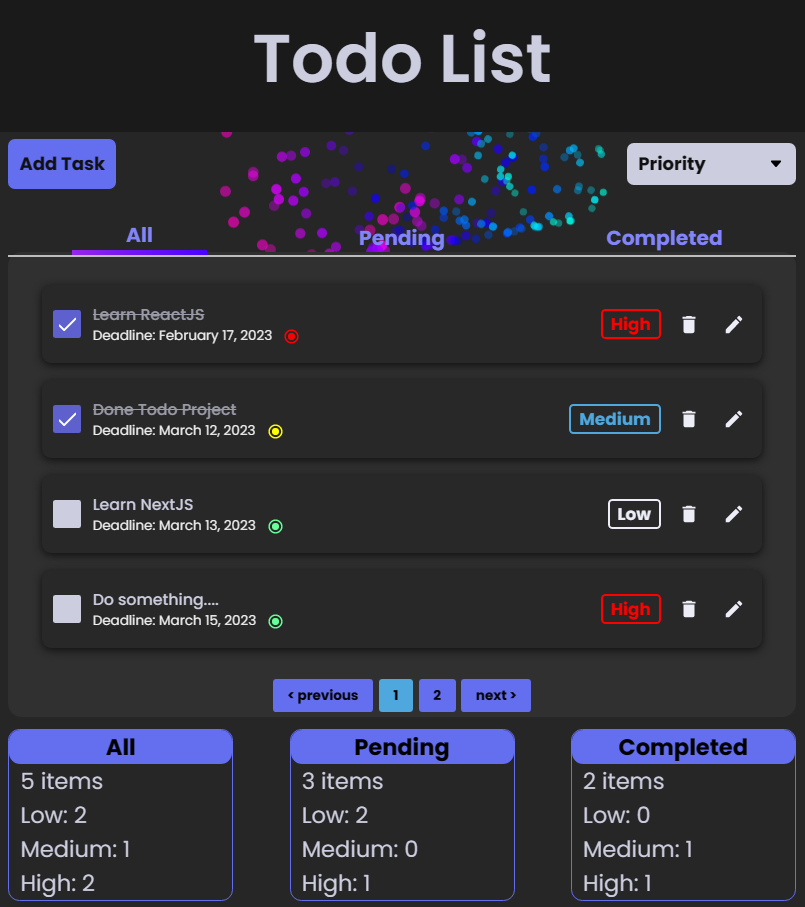 Todo List
Add Task
Priority
All
Pending
Completed
Learn ReactJS
Deadline: February 17, 2023
High
Done Todo Project
Deadline: March 12, 2023
Medium
Learn NextJS
Deadline: March 13, 2023
Low
Do something....
Deadline: March 15, 2023
High
< previous
1
2
next >
All
5 items
Low: 2
Medium: 1
High: 2
Pending
3 items
Low: 2
Medium: 0
High: 1
Completed
2 items
Low: 0
Medium: 1
High: 1